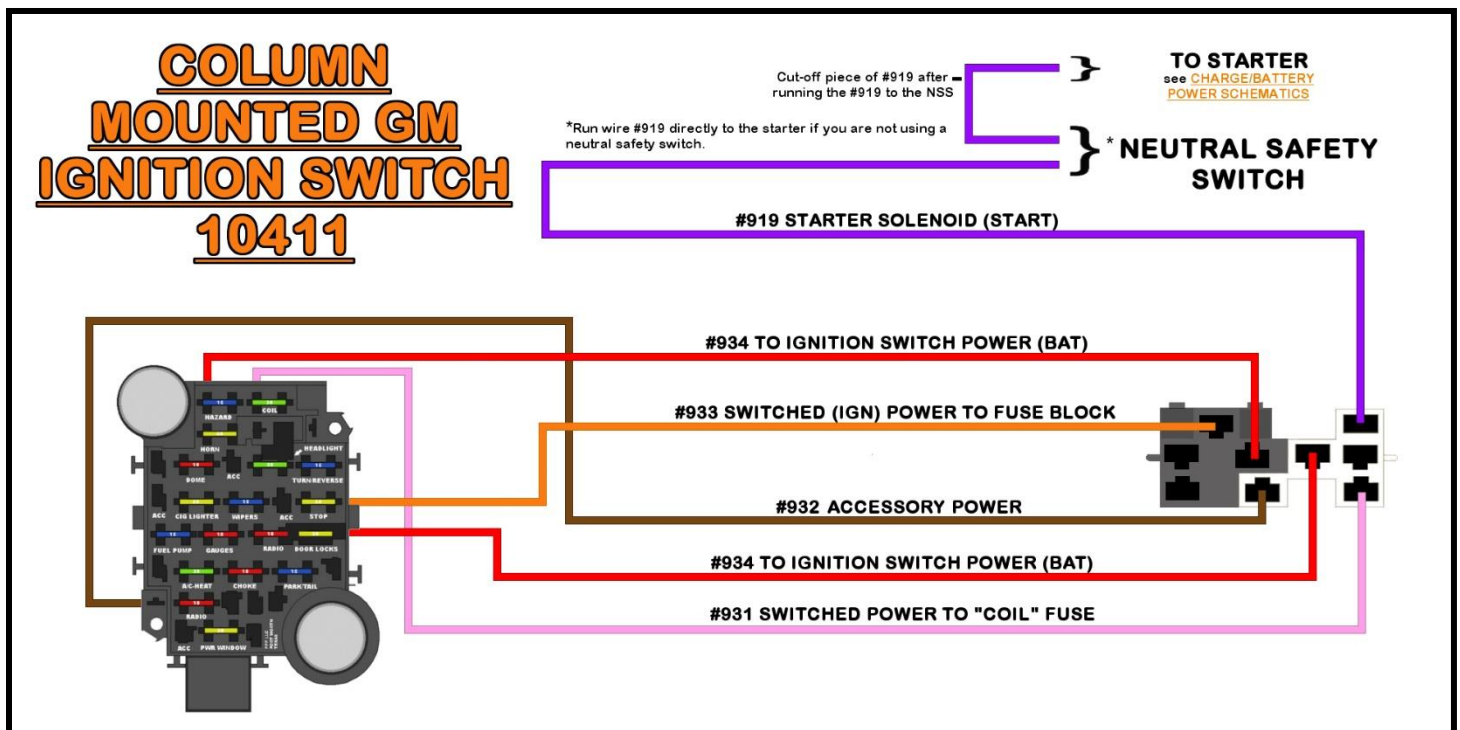 COLUMN
MOUNTED GM
IGNITION SWITCH
10411
Cut-off piece of #919 after
running the #919 to the NSS
TO STARTER
see CHARGE/BATTERY
POWER SCHEMATICS
*Run wire #919 directly to the starter if you are not using a
neutral safety switch.
* NEUTRAL SAFETY
SWITCH
#919 STARTER SOLENOID (START)
#934 TO IGNITION SWITCH POWER (BAT)
#933 SWITCHED (IGN) POWER TO FUSE BLOCK
#932 ACCESSORY POWER
#934 TO IGNITION SWITCH POWER (BAT)
#931 SWITCHED POWER TO "COIL" FUSE
HAZARD
COIL
HORN
HEADLIGHT
DOME
ACC
TURN/REVERSE
ACC
CIG LIGHTER
WIPERS
ACC
STOP
FUEL PUMP
GAUGES
RADIO
DOOR LOCKS
A/C-HEAT
CHOKE
PARK/TAIL
RADIO
ACC
PWR WINDOW